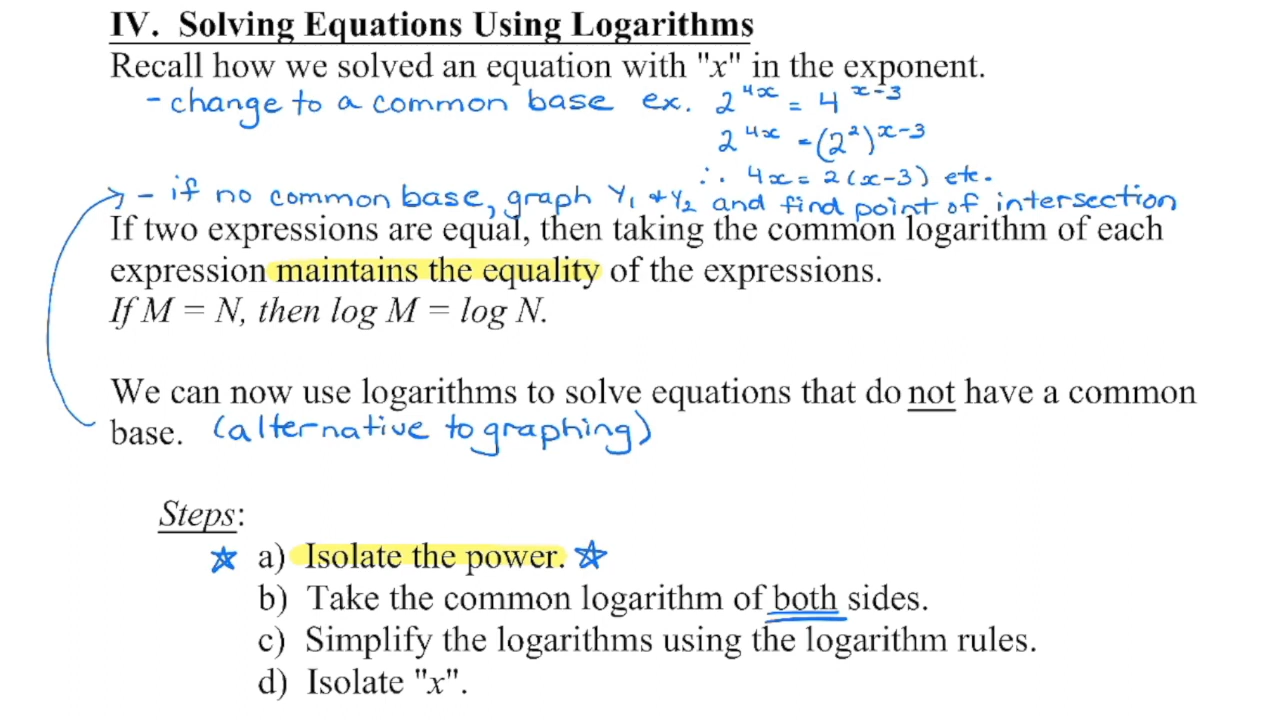 IV. Solving Equations Using Logarithms
Recall how we solved an equation with "x" in the exponent.
- change to a common base ex. 2^4x = 4^x-3
2^4x = (2^2)^x-3
∴ 4x = 2(x-3) etc.
- if no common base, graph Y₁ + Y₂ and find point of intersection
If two expressions are equal, then taking the common logarithm of each
expression maintains the equality of the expressions.
If M = N, then log M = log N.
We can now use logarithms to solve equations that do not have a common
base. (alternative to graphing)
Steps:
☆ a) Isolate the power. ☆
b) Take the common logarithm of both sides.
c) Simplify the logarithms using the logarithm rules.
d) Isolate "x".